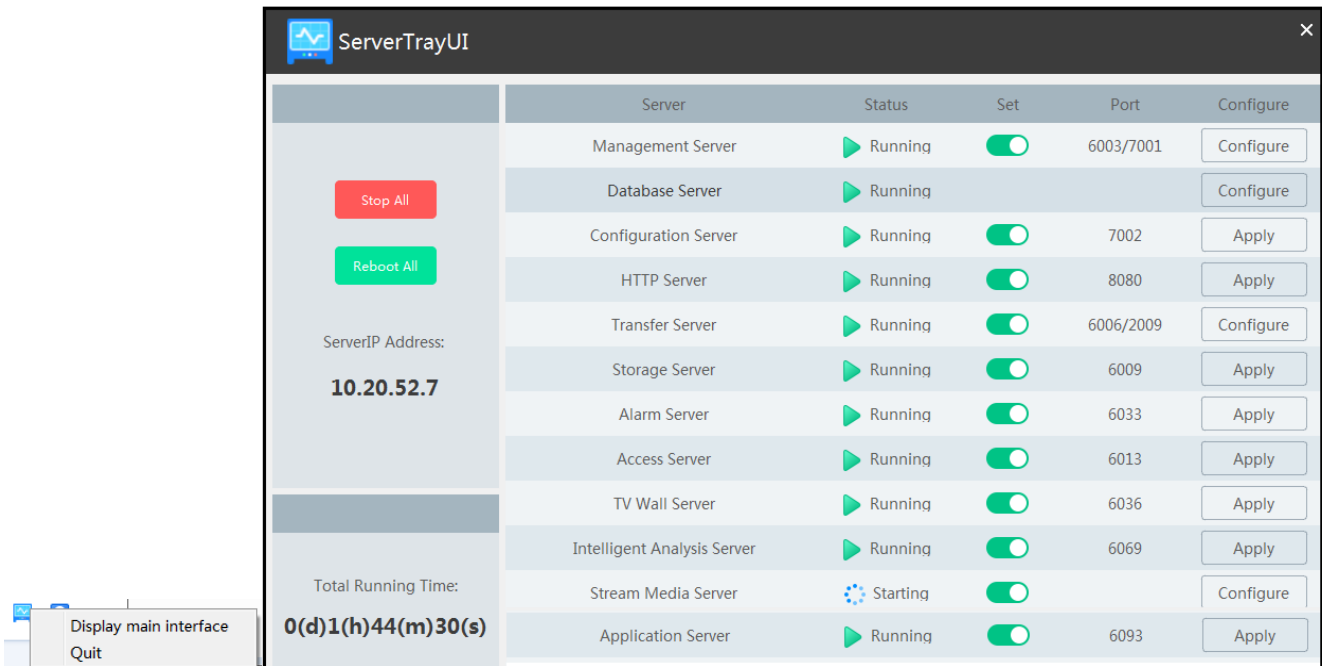 ServerTrayUI
Stop All
Reboot All
ServerIP Address:
10.20.52.7
Total Running Time:
0(d)1(h)44(m)30(s)
Server Status Set Port Configure
Management Server Running 6003/7001 Configure
Database Server Running Configure
Configuration Server Running 7002 Apply
HTTP Server Running 8080 Apply
Transfer Server Running 6006/2009 Configure
Storage Server Running 6009 Apply
Alarm Server Running 6033 Apply
Access Server Running 6013 Apply
TV Wall Server Running 6036 Apply
Intelligent Analysis Server Running 6069 Apply
Stream Media Server Starting Configure
Application Server Running 6093 Apply
Display main interface
Quit